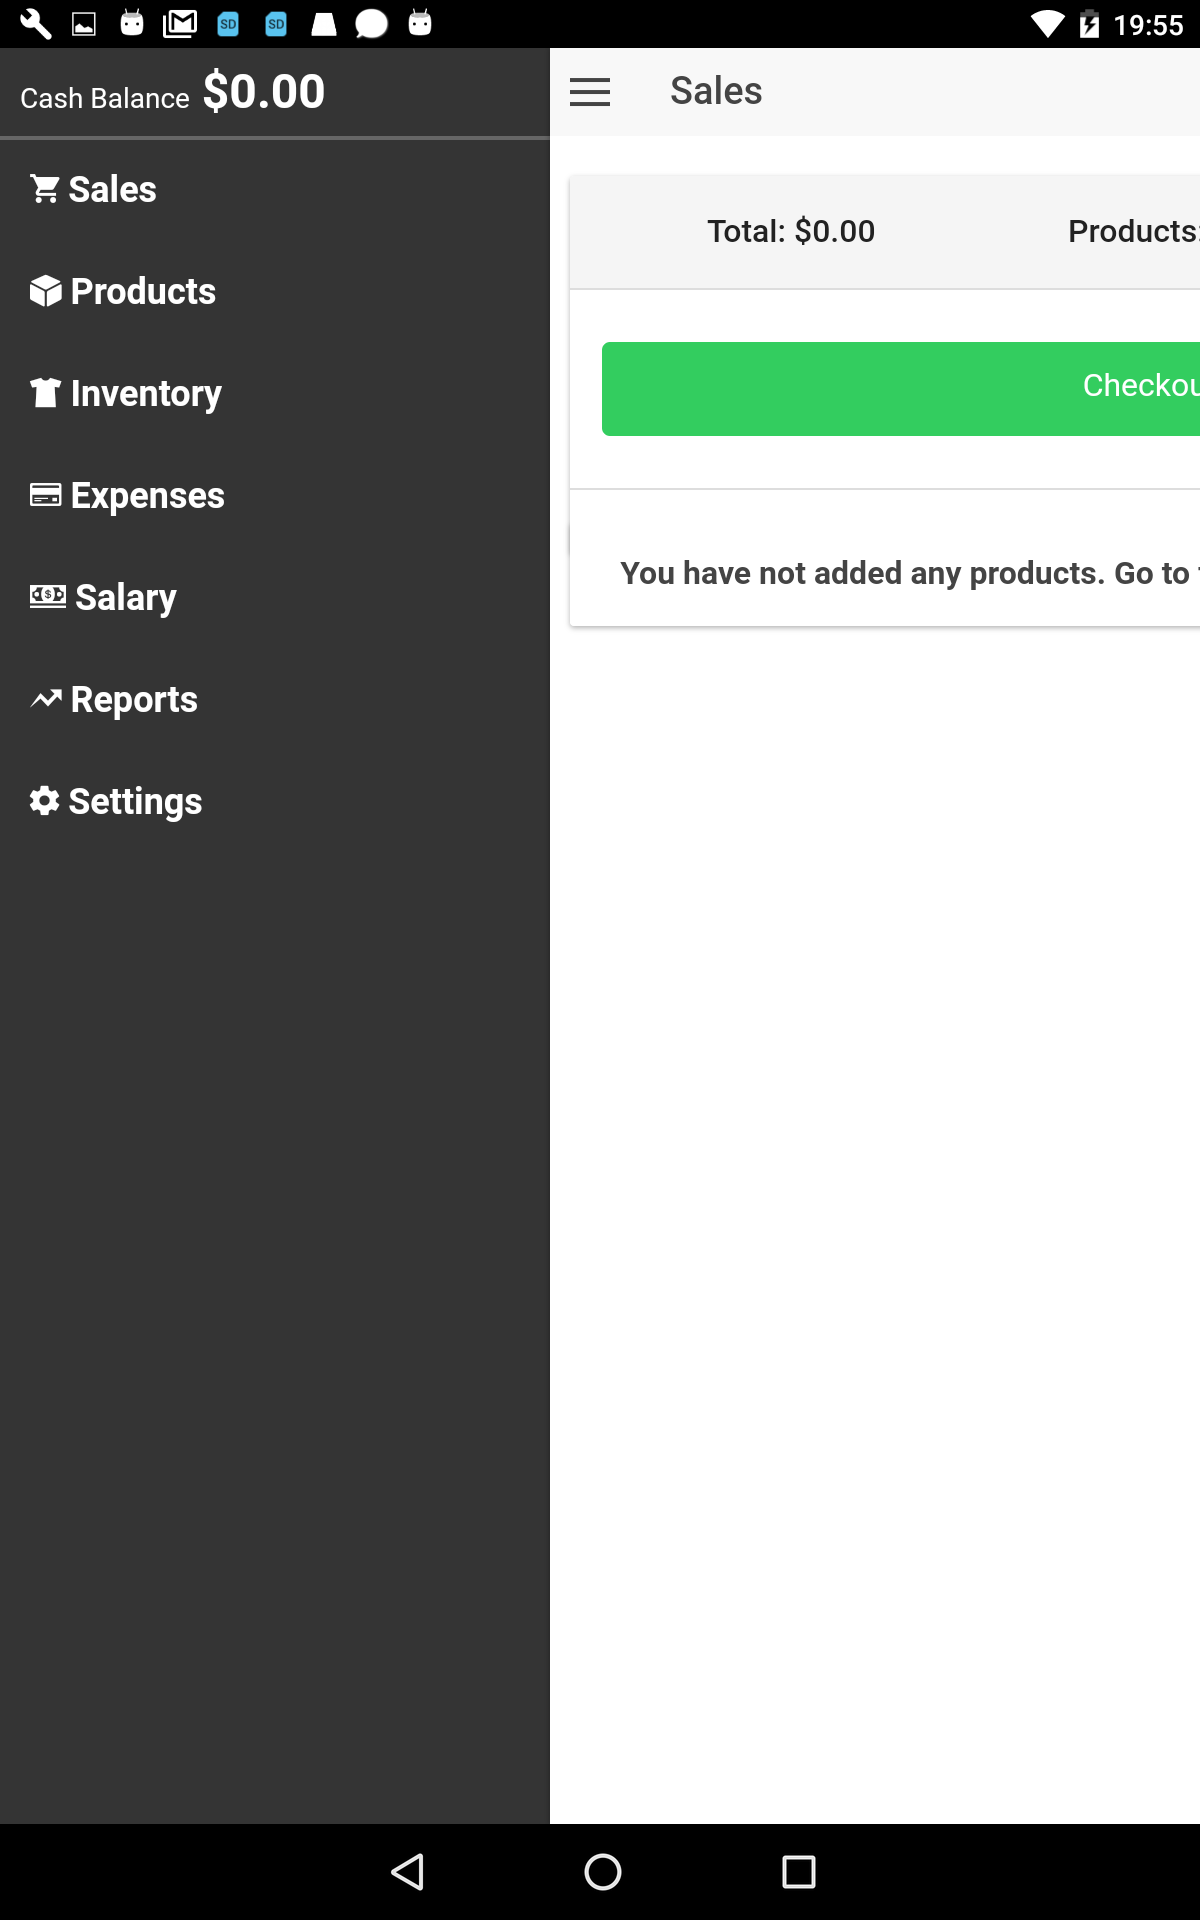 SD SD 19:55
Cash Balance $0.00
Sales
Products
Inventory
Expenses
Salary
Reports
Settings
Sales
Total: $0.00 Products:
Checkou
You have not added any products. Go to